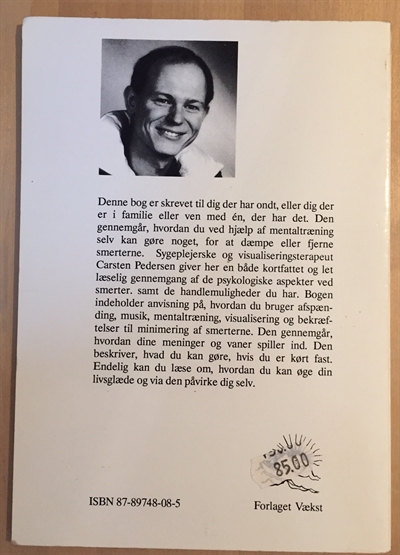 Denne bog er skrevet til dig der har ondt, eller dig der
er i familie eller ven med én, der har det. Den
gennemgår, hvordan du ved hjælp af mentaltræning
selv kan gøre noget, for at dæmpe eller fjerne
smerterne. Sygeplejerske og visualiseringsterapeut
Carsten Pedersen giver her en både kortfattet og let
læselig gennemgang af de psykologiske aspekter ved
smerter. samt de handlemuligheder du har. Bogen
indeholder anvisning på, hvordan du bruger afspæn-
ding, musik, mentaltræning, visualisering og bekræf-
telser til minimering af smerterne. Den gennemgår,
hvordan dine meninger og vaner spiller ind. Den
beskriver, hvad du kan gøre, hvis du er kørt fast.
Endelig kan du læse om, hvordan du kan øge din
livsglæde og via den påvirke dig selv.
85.00
ISBN 87-89748-08-5
Forlaget Vækst